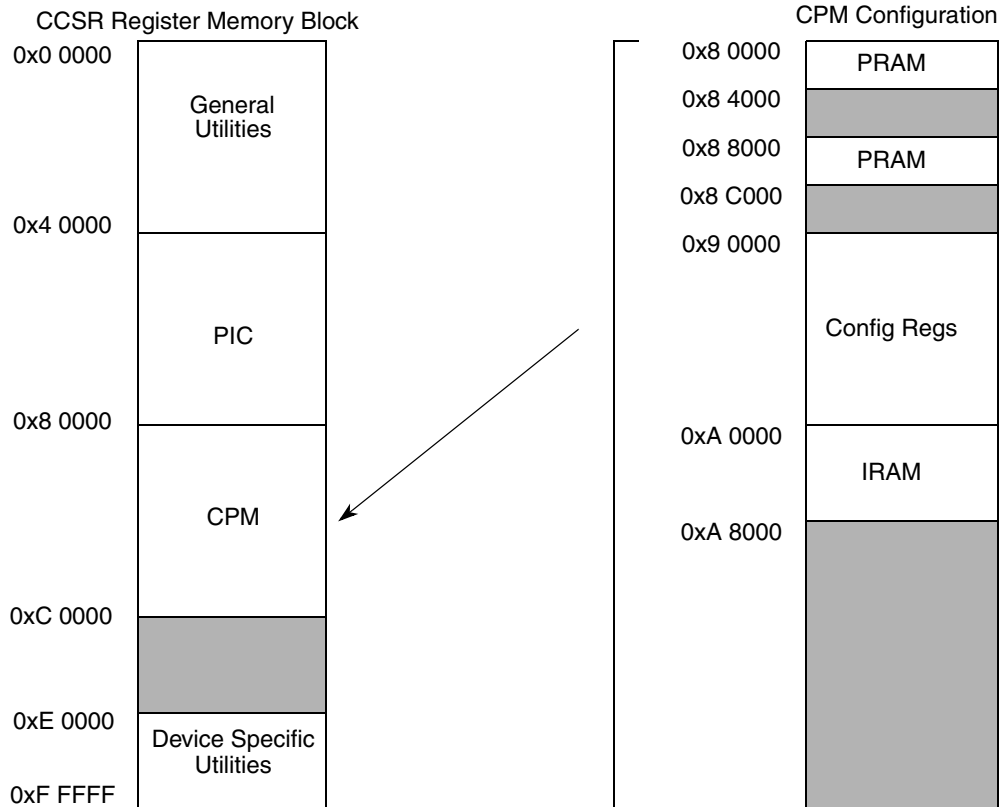 CCSR Register Memory Block
0x0 0000
General
Utilities
0x4 0000
PIC
0x8 0000
CPM
0xC 0000
0xE 0000
Device Specific
Utilities
0xF FFFF
CPM Configuration
0x8 0000
PRAM
0x8 4000
0x8 8000
PRAM
0x8 C000
0x9 0000
Config Regs
0xA 0000
IRAM
0xA 8000